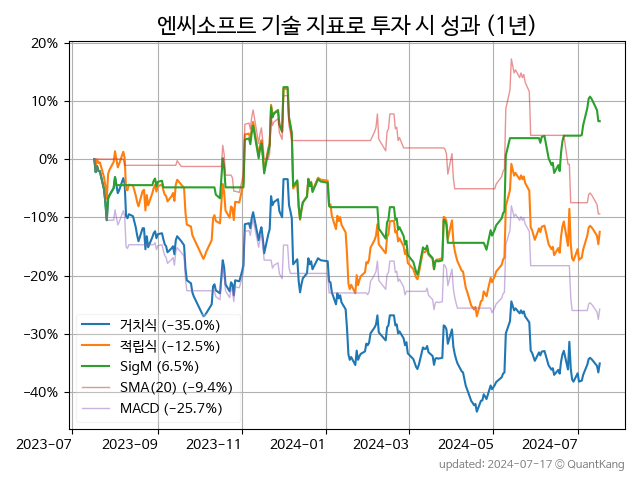 엔씨소프트 기술 지표로 투자 시 성과 (1년)
20%
10%
0%
−10%
−20%
−30%
−40%
거치식 (−35.0%)
적립식 (−12.5%)
SigM (6.5%)
SMA(20) (−9.4%)
MACD (−25.7%)
2023-07 2023-09 2023-11 2024-01 2024-03 2024-05 2024-07
updated: 2024-07-17 © QuantKang